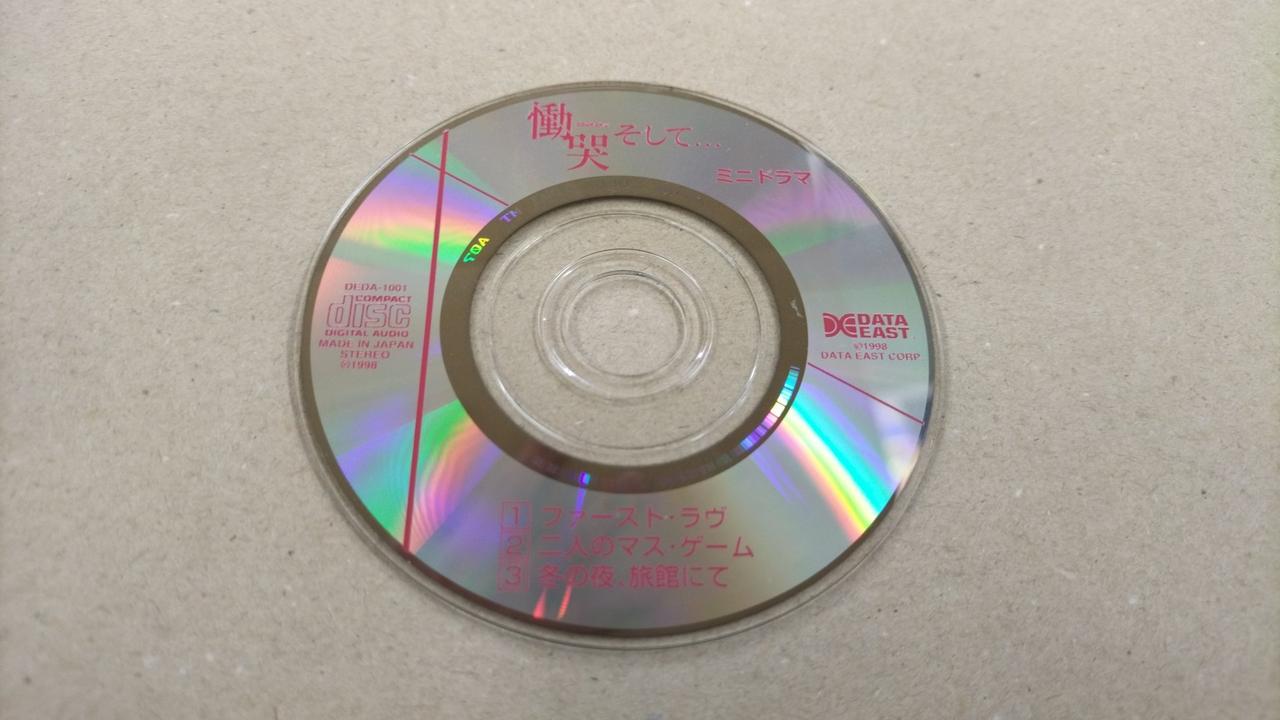 慟哭 そして…
ミニドラマ
DEDA-1001
COMPACT
disc
DIGITAL AUDIO
MADE IN JAPAN
STEREO
℗1998
DATA
EAST
©1998
DATA EAST CORP
1 ファースト・ラヴ
2 二人のマス・ゲーム
3 冬の夜、旅館にて